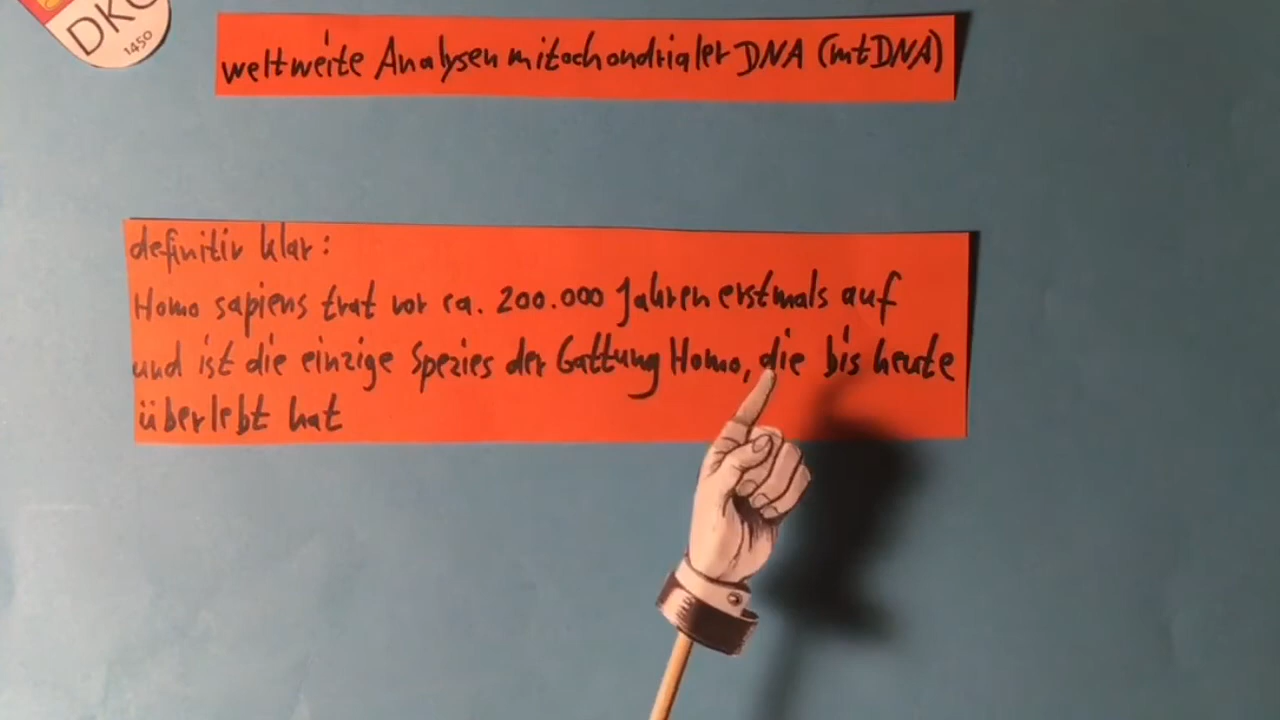 DKG
1450
weltweite Analysen mitochondrialer DNA (mtDNA)
definitiv klar:
Homo sapiens trat vor ca. 200.000 Jahren erstmals auf
und ist die einzige Spezies der Gattung Homo, die bis heute
überlebt hat